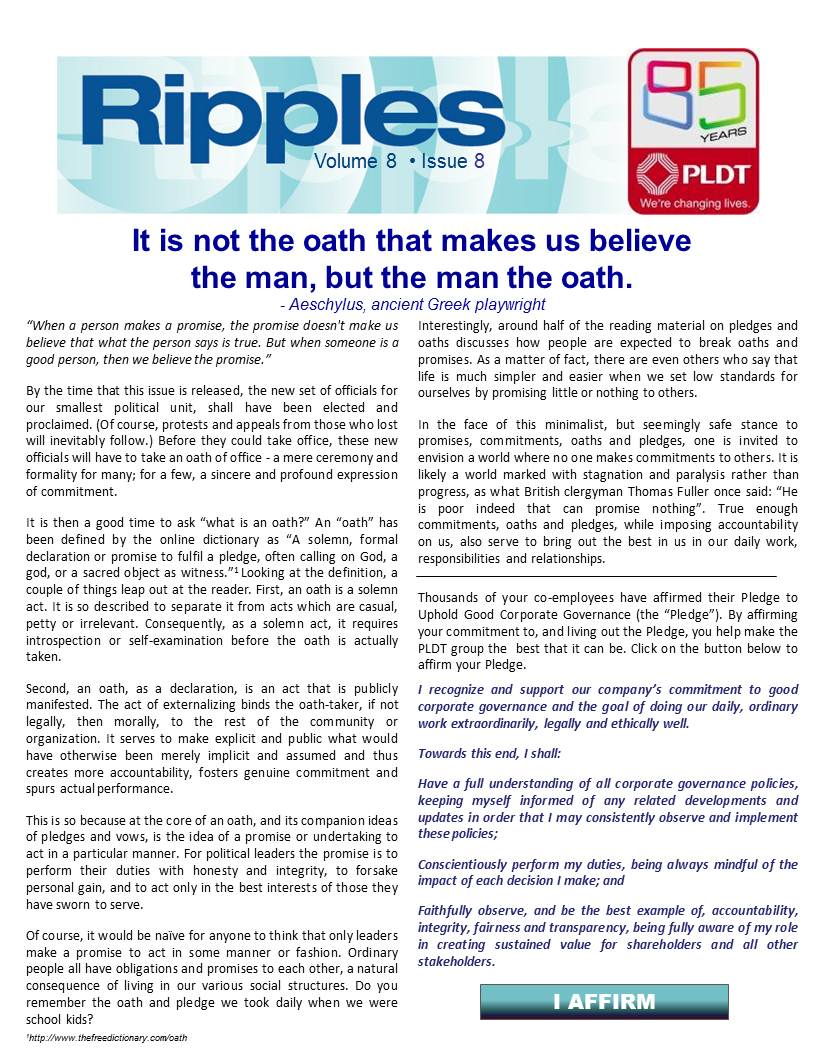 Ripples
Volume 8 • Issue 8
85
YEARS
PLDT
We're changing lives.
It is not the oath that makes us believe
the man, but the man the oath.
- Aeschylus, ancient Greek playwright
“When a person makes a promise, the promise doesn't make us
believe that what the person says is true. But when someone is a
good person, then we believe the promise.”
By the time that this issue is released, the new set of officials for
our smallest political unit, shall have been elected and
proclaimed. (Of course, protests and appeals from those who lost
will inevitably follow.) Before they could take office, these new
officials will have to take an oath of office - a mere ceremony and
formality for many; for a few, a sincere and profound expression
of commitment.
It is then a good time to ask “what is an oath?” An “oath” has
been defined by the online dictionary as “A solemn, formal
declaration or promise to fulfil a pledge, often calling on God, a
god, or a sacred object as witness.”¹ Looking at the definition, a
couple of things leap out at the reader. First, an oath is a solemn
act. It is so described to separate it from acts which are casual,
petty or irrelevant. Consequently, as a solemn act, it requires
introspection or self-examination before the oath is actually
taken.
Second, an oath, as a declaration, is an act that is publicly
manifested. The act of externalizing binds the oath-taker, if not
legally, then morally, to the rest of the community or
organization. It serves to make explicit and public what would
have otherwise been merely implicit and assumed and thus
creates more accountability, fosters genuine commitment and
spurs actual performance.
This is so because at the core of an oath, and its companion ideas
of pledges and vows, is the idea of a promise or undertaking to
act in a particular manner. For political leaders the promise is to
perform their duties with honesty and integrity, to forsake
personal gain, and to act only in the best interests of those they
have sworn to serve.
Of course, it would be naïve for anyone to think that only leaders
make a promise to act in some manner or fashion. Ordinary
people all have obligations and promises to each other, a natural
consequence of living in our various social structures. Do you
remember the oath and pledge we took daily when we were
school kids?
¹http://www.thefreedictionary.com/oath
Interestingly, around half of the reading material on pledges and
oaths discusses how people are expected to break oaths and
promises. As a matter of fact, there are even others who say that
life is much simpler and easier when we set low standards for
ourselves by promising little or nothing to others.
In the face of this minimalist, but seemingly safe stance to
promises, commitments, oaths and pledges, one is invited to
envision a world where no one makes commitments to others. It is
likely a world marked with stagnation and paralysis rather than
progress, as what British clergyman Thomas Fuller once said: “He
is poor indeed that can promise nothing”. True enough
commitments, oaths and pledges, while imposing accountability
on us, also serve to bring out the best in us in our daily work,
responsibilities and relationships.
Thousands of your co-employees have affirmed their Pledge to
Uphold Good Corporate Governance (the “Pledge”). By affirming
your commitment to, and living out the Pledge, you help make the
PLDT group the best that it can be. Click on the button below to
affirm your Pledge.
I recognize and support our company’s commitment to good
corporate governance and the goal of doing our daily, ordinary
work extraordinarily, legally and ethically well.
Towards this end, I shall:
Have a full understanding of all corporate governance policies,
keeping myself informed of any related developments and
updates in order that I may consistently observe and implement
these policies;
Conscientiously perform my duties, being always mindful of the
impact of each decision I make; and
Faithfully observe, and be the best example of, accountability,
integrity, fairness and transparency, being fully aware of my role
in creating sustained value for shareholders and all other
stakeholders.
I AFFIRM